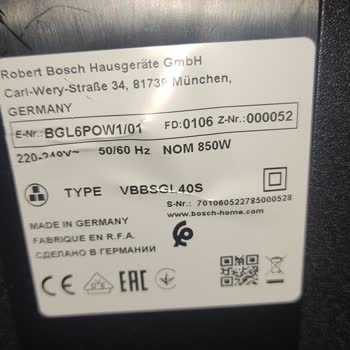 Robert Bosch Hausgeräte GmbH
Carl-Wery-Straße 34, 81739 München,
GERMANY
E-Nr.: BGL6POW1/01 FD: 0106 Z-Nr.: 000052
220-240V~ 50/60 Hz NOM 850W
TYPE VBBSGL40S
S-Nr.: 701060522785000528
www.bosch-home.com
MADE IN GERMANY
FABRIQUE EN R.F.A.
СДЕЛАНО В ГЕРМАНИИ
CE EAC